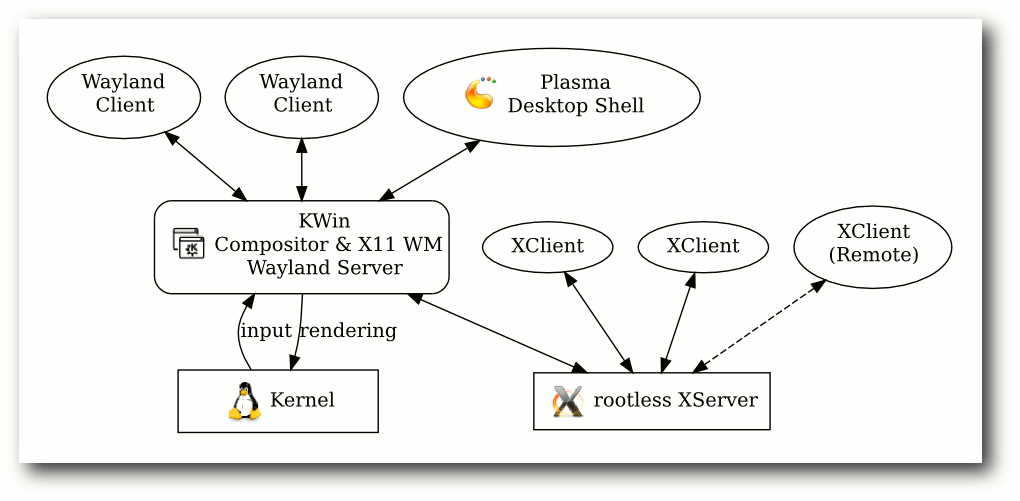 Wayland
Client
Wayland
Client
Plasma
Desktop Shell
KWin
Compositor & X11 WM
Wayland Server
XClient
XClient
XClient
(Remote)
input
rendering
Kernel
rootless XServer